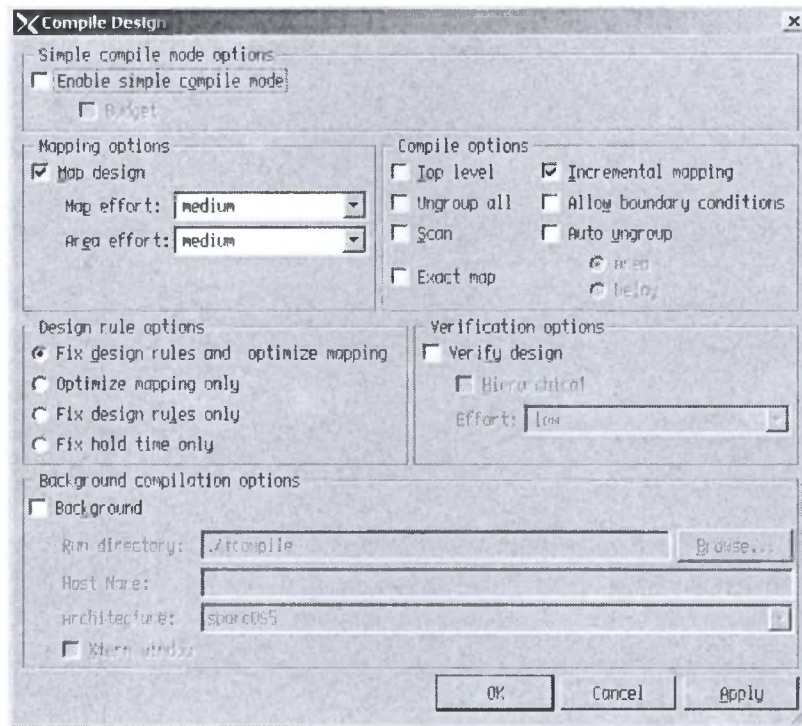 Compile Design
Simple compile mode options
Enable simple compile mode
Budget
Mapping options
Map design
Map effort: medium
Area effort: medium
Compile options
Top level
Incremental mapping
Ungroup all
Allow boundary conditions
Scan
Auto ungroup
Exact map
Area
Delay
Design rule options
Fix design rules and optimize mapping
Optimize mapping only
Fix design rules only
Fix hold time only
Verification options
Verify design
Hierarchical
Effort: low
Background compilation options
Background
Run directory:
Browse...
Host Name:
Architecture: sparcOS5
Xterm window
OK
Cancel
Apply